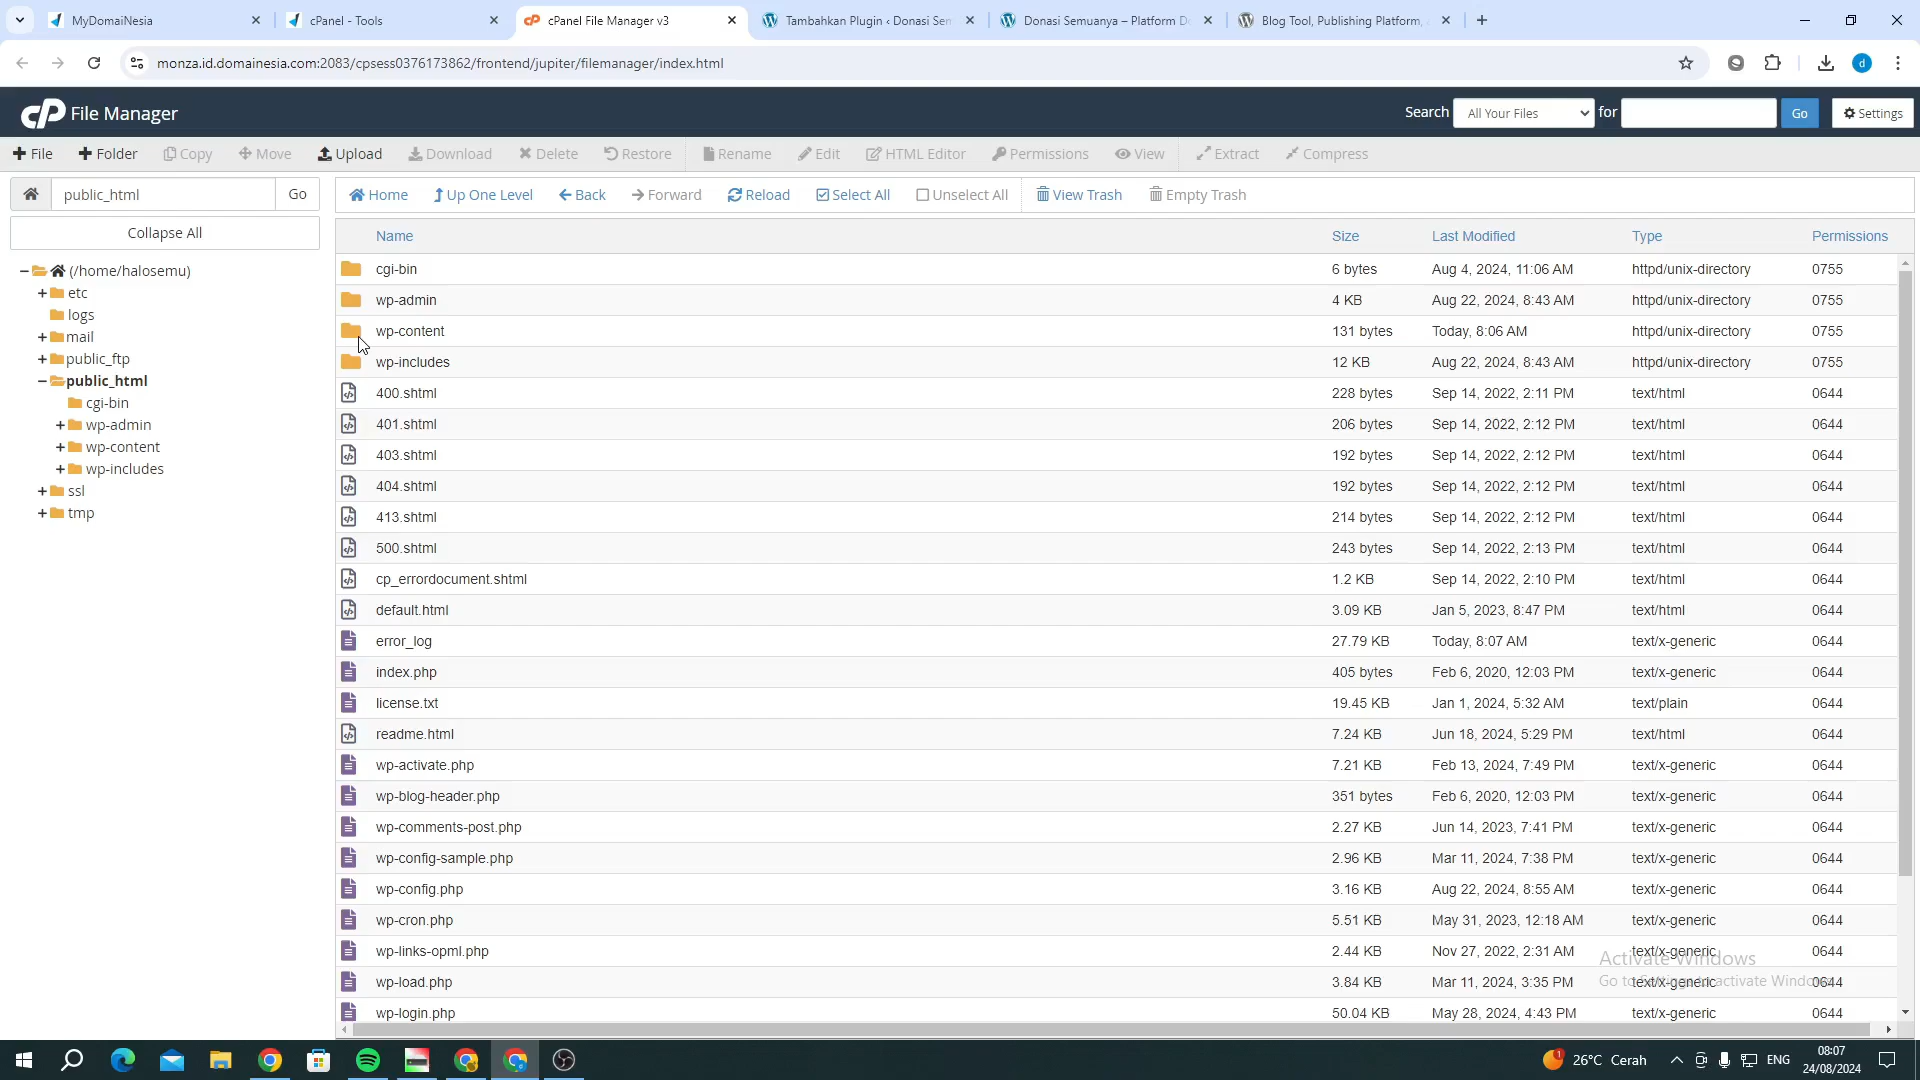 MyDomaiNesia
cPanel - Tools
cPanel File Manager v3
Tambahkan Plugin ‹ Donasi Sem
Donasi Semuanya – Platform D
Blog Tool, Publishing Platform,
monza.id.domainesia.com:2083/cpsess0376173862/frontend/jupiter/filemanager/index.html
d
cP File Manager
Search All Your Files for Go Settings
File Folder Copy Move Upload Download Delete Restore Rename Edit HTML Editor Permissions View Extract Compress
public_html Go
Home Up One Level Back Forward Reload Select All Unselect All View Trash Empty Trash
Collapse All
(/home/halosemu)
etc
logs
mail
public_ftp
public_html
cgi-bin
wp-admin
wp-content
wp-includes
ssl
tmp
Name Size Last Modified Type Permissions
cgi-bin 6 bytes Aug 4, 2024, 11:06 AM httpd/unix-directory 0755
wp-admin 4 KB Aug 22, 2024, 8:43 AM httpd/unix-directory 0755
wp-content 131 bytes Today, 8:06 AM httpd/unix-directory 0755
wp-includes 12 KB Aug 22, 2024, 8:43 AM httpd/unix-directory 0755
400.shtml 228 bytes Sep 14, 2022, 2:11 PM text/html 0644
401.shtml 206 bytes Sep 14, 2022, 2:12 PM text/html 0644
403.shtml 192 bytes Sep 14, 2022, 2:12 PM text/html 0644
404.shtml 192 bytes Sep 14, 2022, 2:12 PM text/html 0644
413.shtml 214 bytes Sep 14, 2022, 2:12 PM text/html 0644
500.shtml 243 bytes Sep 14, 2022, 2:13 PM text/html 0644
cp_errordocument.shtml 1.2 KB Sep 14, 2022, 2:10 PM text/html 0644
default.html 3.09 KB Jan 5, 2023, 8:47 PM text/html 0644
error_log 27.79 KB Today, 8:07 AM text/x-generic 0644
index.php 405 bytes Feb 6, 2020, 12:03 PM text/x-generic 0644
license.txt 19.45 KB Jan 1, 2024, 5:32 AM text/plain 0644
readme.html 7.24 KB Jun 18, 2024, 5:29 PM text/html 0644
wp-activate.php 7.21 KB Feb 13, 2024, 7:49 PM text/x-generic 0644
wp-blog-header.php 351 bytes Feb 6, 2020, 12:03 PM text/x-generic 0644
wp-comments-post.php 2.27 KB Jun 14, 2023, 7:41 PM text/x-generic 0644
wp-config-sample.php 2.96 KB Mar 11, 2024, 7:38 PM text/x-generic 0644
wp-config.php 3.16 KB Aug 22, 2024, 8:55 AM text/x-generic 0644
wp-cron.php 5.51 KB May 31, 2023, 12:18 AM text/x-generic 0644
wp-links-opml.php 2.44 KB Nov 27, 2022, 2:31 AM text/x-generic 0644
wp-load.php 3.84 KB Mar 11, 2024, 3:35 PM text/x-generic 0644
wp-login.php 50.04 KB May 28, 2024, 4:43 PM text/x-generic 0644
Activate Windows
Go to Settings to activate Windows.
1 26°C Cerah ENG 08:07
24/08/2024